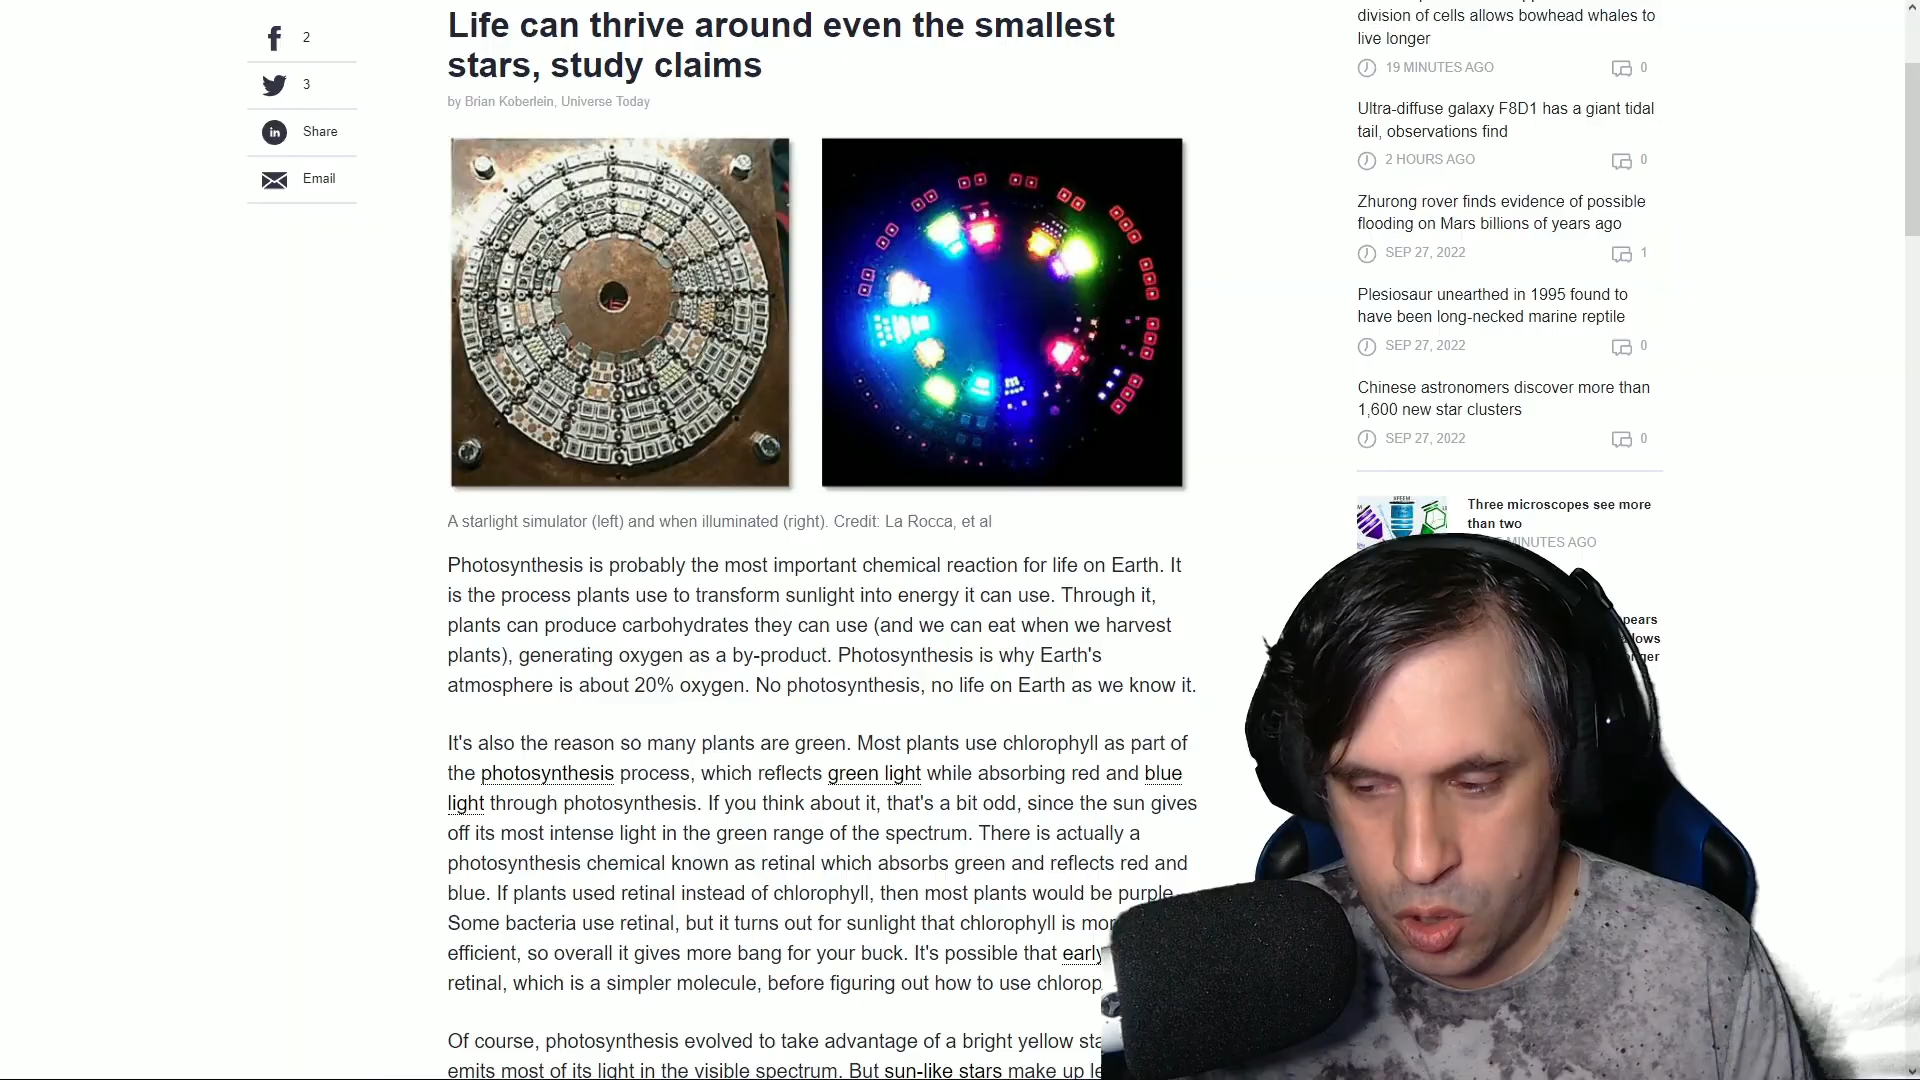 2
3
Share
Email
Life can thrive around even the smallest
stars, study claims
by Brian Koberlein, Universe Today
A starlight simulator (left) and when illuminated (right). Credit: La Rocca, et al
Photosynthesis is probably the most important chemical reaction for life on Earth. It
is the process plants use to transform sunlight into energy it can use. Through it,
plants can produce carbohydrates they can use (and we can eat when we harvest
plants), generating oxygen as a by-product. Photosynthesis is why Earth's
atmosphere is about 20% oxygen. No photosynthesis, no life on Earth as we know it.
It's also the reason so many plants are green. Most plants use chlorophyll as part of
the photosynthesis process, which reflects green light while absorbing red and blue
light through photosynthesis. If you think about it, that's a bit odd, since the sun gives
off its most intense light in the green range of the spectrum. There is actually a
photosynthesis chemical known as retinal which absorbs green and reflects red and
blue. If plants used retinal instead of chlorophyll, then most plants would be purple
Some bacteria use retinal, but it turns out for sunlight that chlorophyll is
efficient, so overall it gives more bang for your buck. It's possible that early
retinal, which is a simpler molecule, before figuring out how to use
Of course, photosynthesis evolved to take advantage of a bright yellow
emits most of its light in the visible spectrum. But sun-like stars make up
division of cells allows bowhead whales to
live longer
19 MINUTES AGO 0
Ultra-diffuse galaxy F8D1 has a giant tidal
tail, observations find
2 HOURS AGO 0
Zhurong rover finds evidence of possible
flooding on Mars billions of years ago
SEP 27, 2022 1
Plesiosaur unearthed in 1995 found to
have been long-necked marine reptile
SEP 27, 2022 0
Chinese astronomers discover more than
1,600 new star clusters
SEP 27, 2022 0
Three microscopes see more
than two
MINUTES AGO